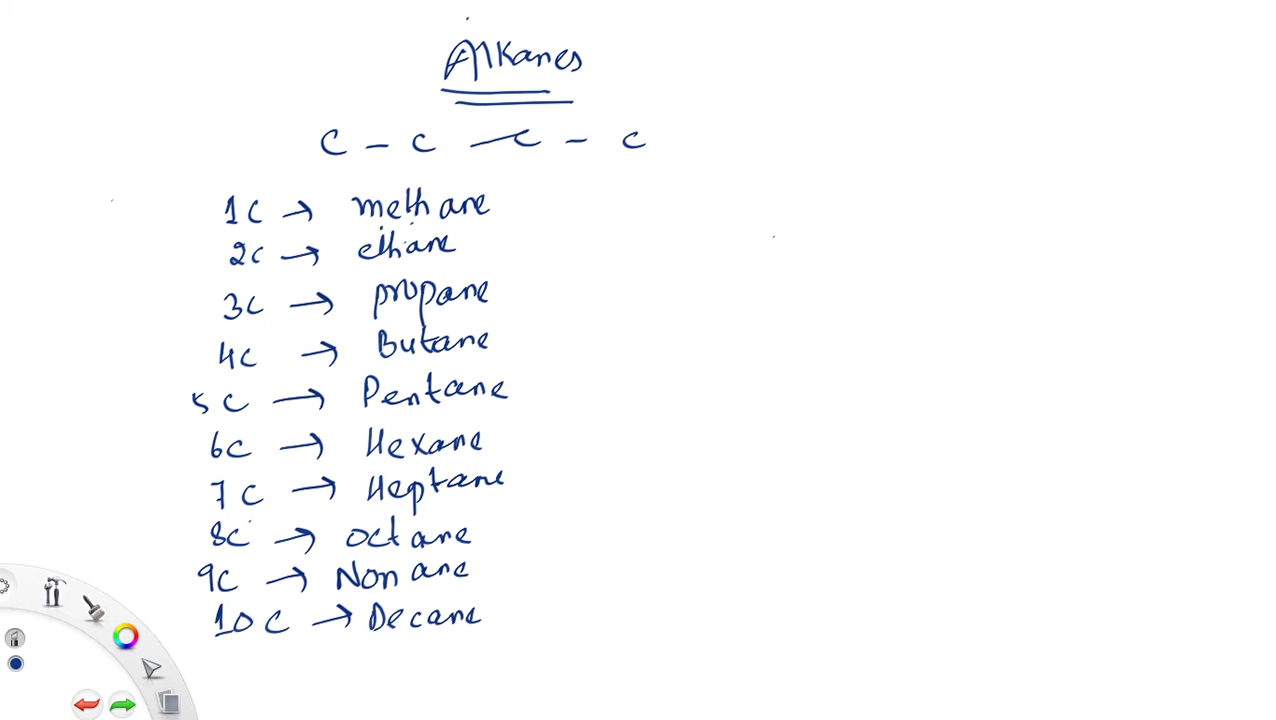 Alkanes
C - C - C - C
1C → methane
2C → ethane
3C → propane
4C → Butane
5C → Pentane
6C → Hexane
7C → Heptane
8C → octane
9C → Nonane
10C → Decane